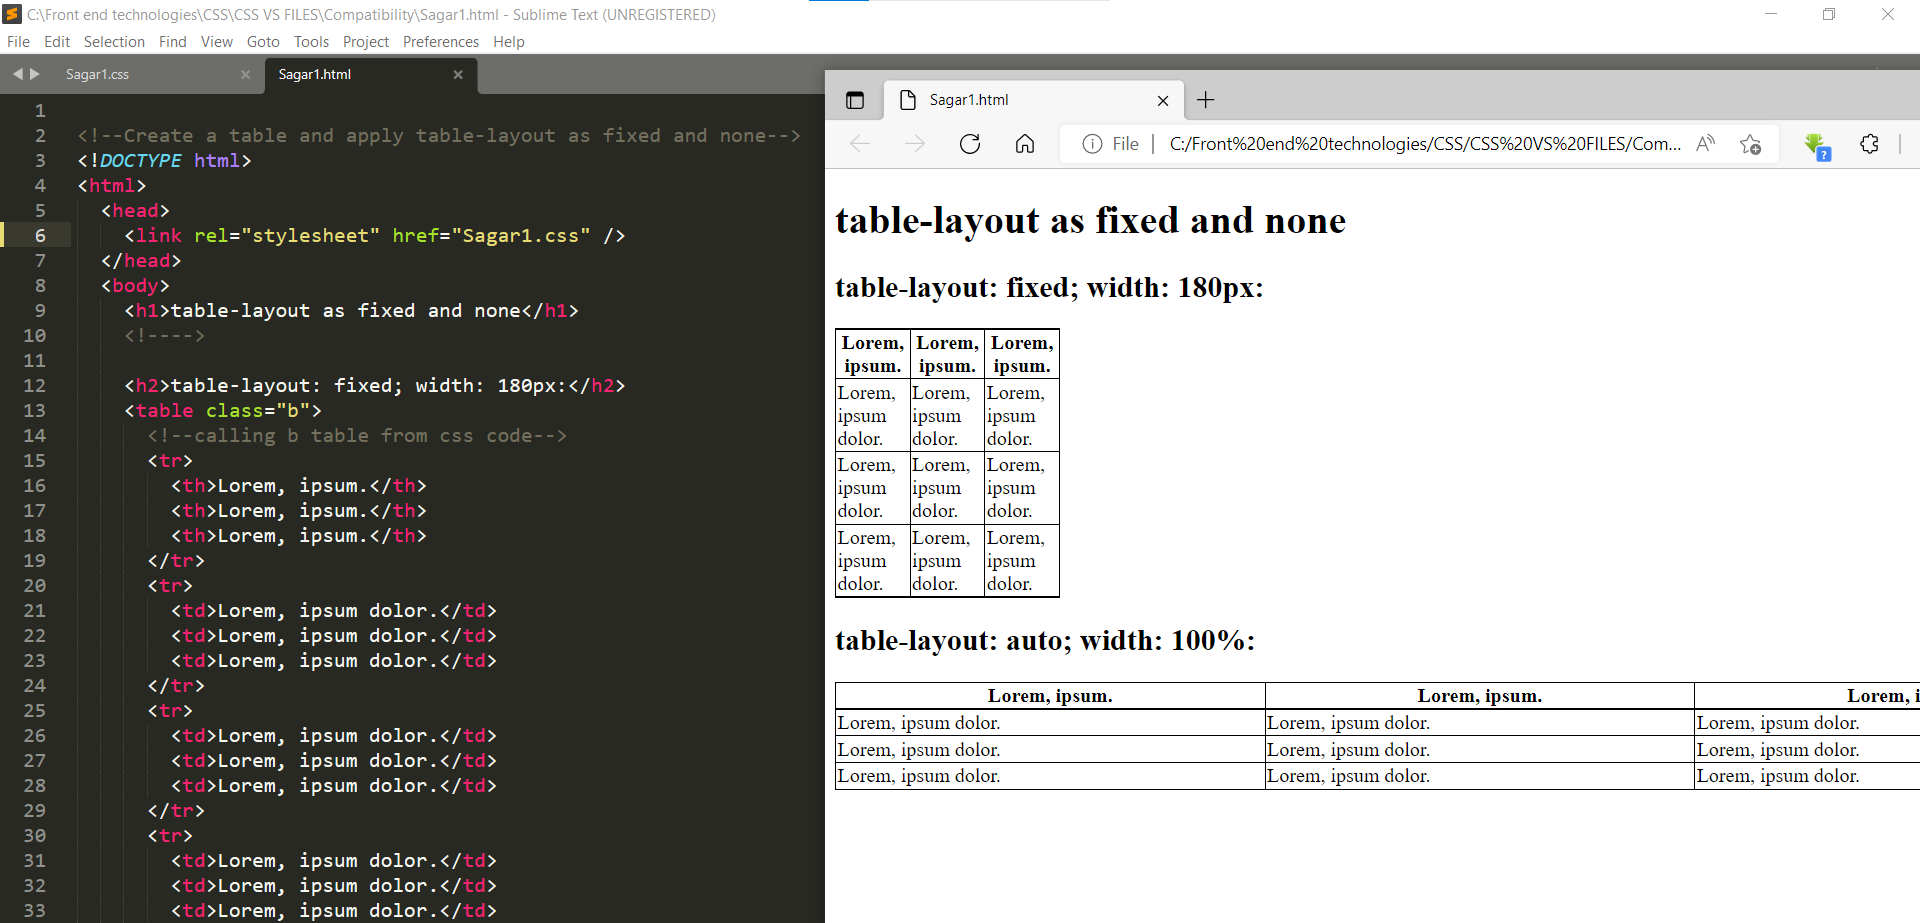 C:\Front end technologies\CSS\CSS VS FILES\Compatibility\Sagar1.html - Sublime Text (UNREGISTERED)
File Edit Selection Find View Goto Tools Project Preferences Help
Sagar1.css
Sagar1.html
1
2 <!--Create a table and apply table-layout as fixed and none-->
3 <!DOCTYPE html>
4 <html>
5 <head>
6 <link rel="stylesheet" href="Sagar1.css" />
7 </head>
8 <body>
9 <h1>table-layout as fixed and none</h1>
10 <!---->
11
12 <h2>table-layout: fixed; width: 180px:</h2>
13 <table class="b">
14 <!--calling b table from css code-->
15 <tr>
16 <th>Lorem, ipsum.</th>
17 <th>Lorem, ipsum.</th>
18 <th>Lorem, ipsum.</th>
19 </tr>
20 <tr>
21 <td>Lorem, ipsum dolor.</td>
22 <td>Lorem, ipsum dolor.</td>
23 <td>Lorem, ipsum dolor.</td>
24 </tr>
25 <tr>
26 <td>Lorem, ipsum dolor.</td>
27 <td>Lorem, ipsum dolor.</td>
28 <td>Lorem, ipsum dolor.</td>
29 </tr>
30 <tr>
31 <td>Lorem, ipsum dolor.</td>
32 <td>Lorem, ipsum dolor.</td>
33 <td>Lorem, ipsum dolor.</td>
Sagar1.html
File | C:/Front%20end%20technologies/CSS/CSS%20VS%20FILES/Com...
table-layout as fixed and none
table-layout: fixed; width: 180px:
Lorem, Lorem, Lorem,
ipsum. ipsum. ipsum.
Lorem, Lorem, Lorem,
ipsum ipsum ipsum
dolor. dolor. dolor.
Lorem, Lorem, Lorem,
ipsum ipsum ipsum
dolor. dolor. dolor.
Lorem, Lorem, Lorem,
ipsum ipsum ipsum
dolor. dolor. dolor.
table-layout: auto; width: 100%:
Lorem, ipsum. Lorem, ipsum. Lorem, i
Lorem, ipsum dolor. Lorem, ipsum dolor. Lorem, ipsum dolor.
Lorem, ipsum dolor. Lorem, ipsum dolor. Lorem, ipsum dolor.
Lorem, ipsum dolor. Lorem, ipsum dolor. Lorem, ipsum dolor.